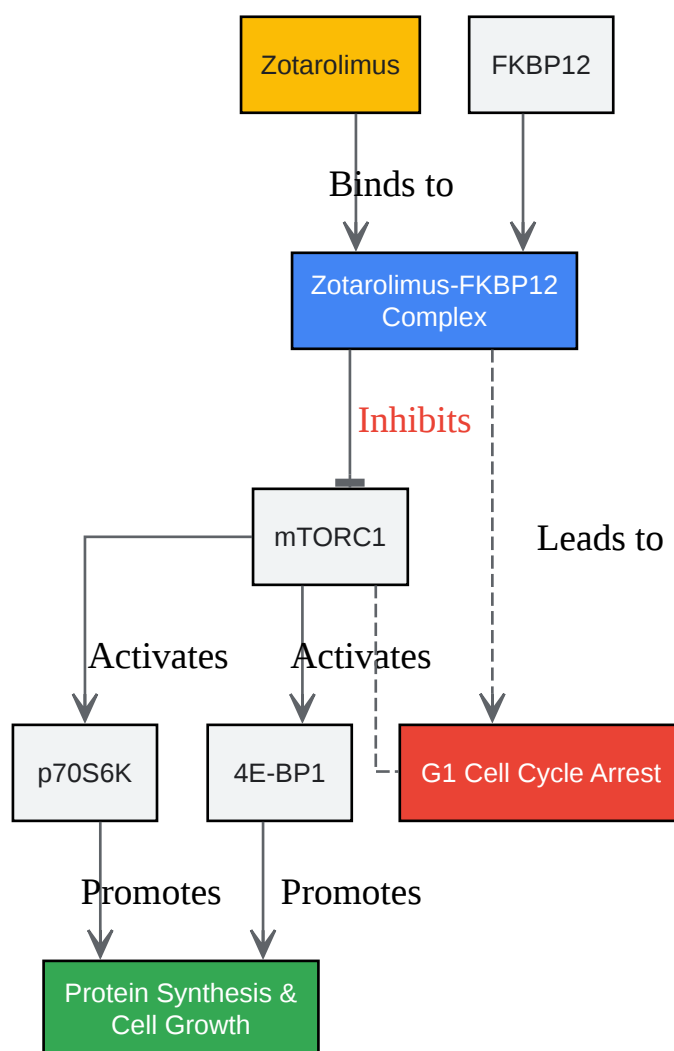 Zotarolimus
FKBP12
Binds to
Zotarolimus-FKBP12
Complex
Inhibits
mTORC1
Leads to
Activates
Activates
p70S6K
4E-BP1
G1 Cell Cycle Arrest
Promotes
Promotes
Protein Synthesis &
Cell Growth